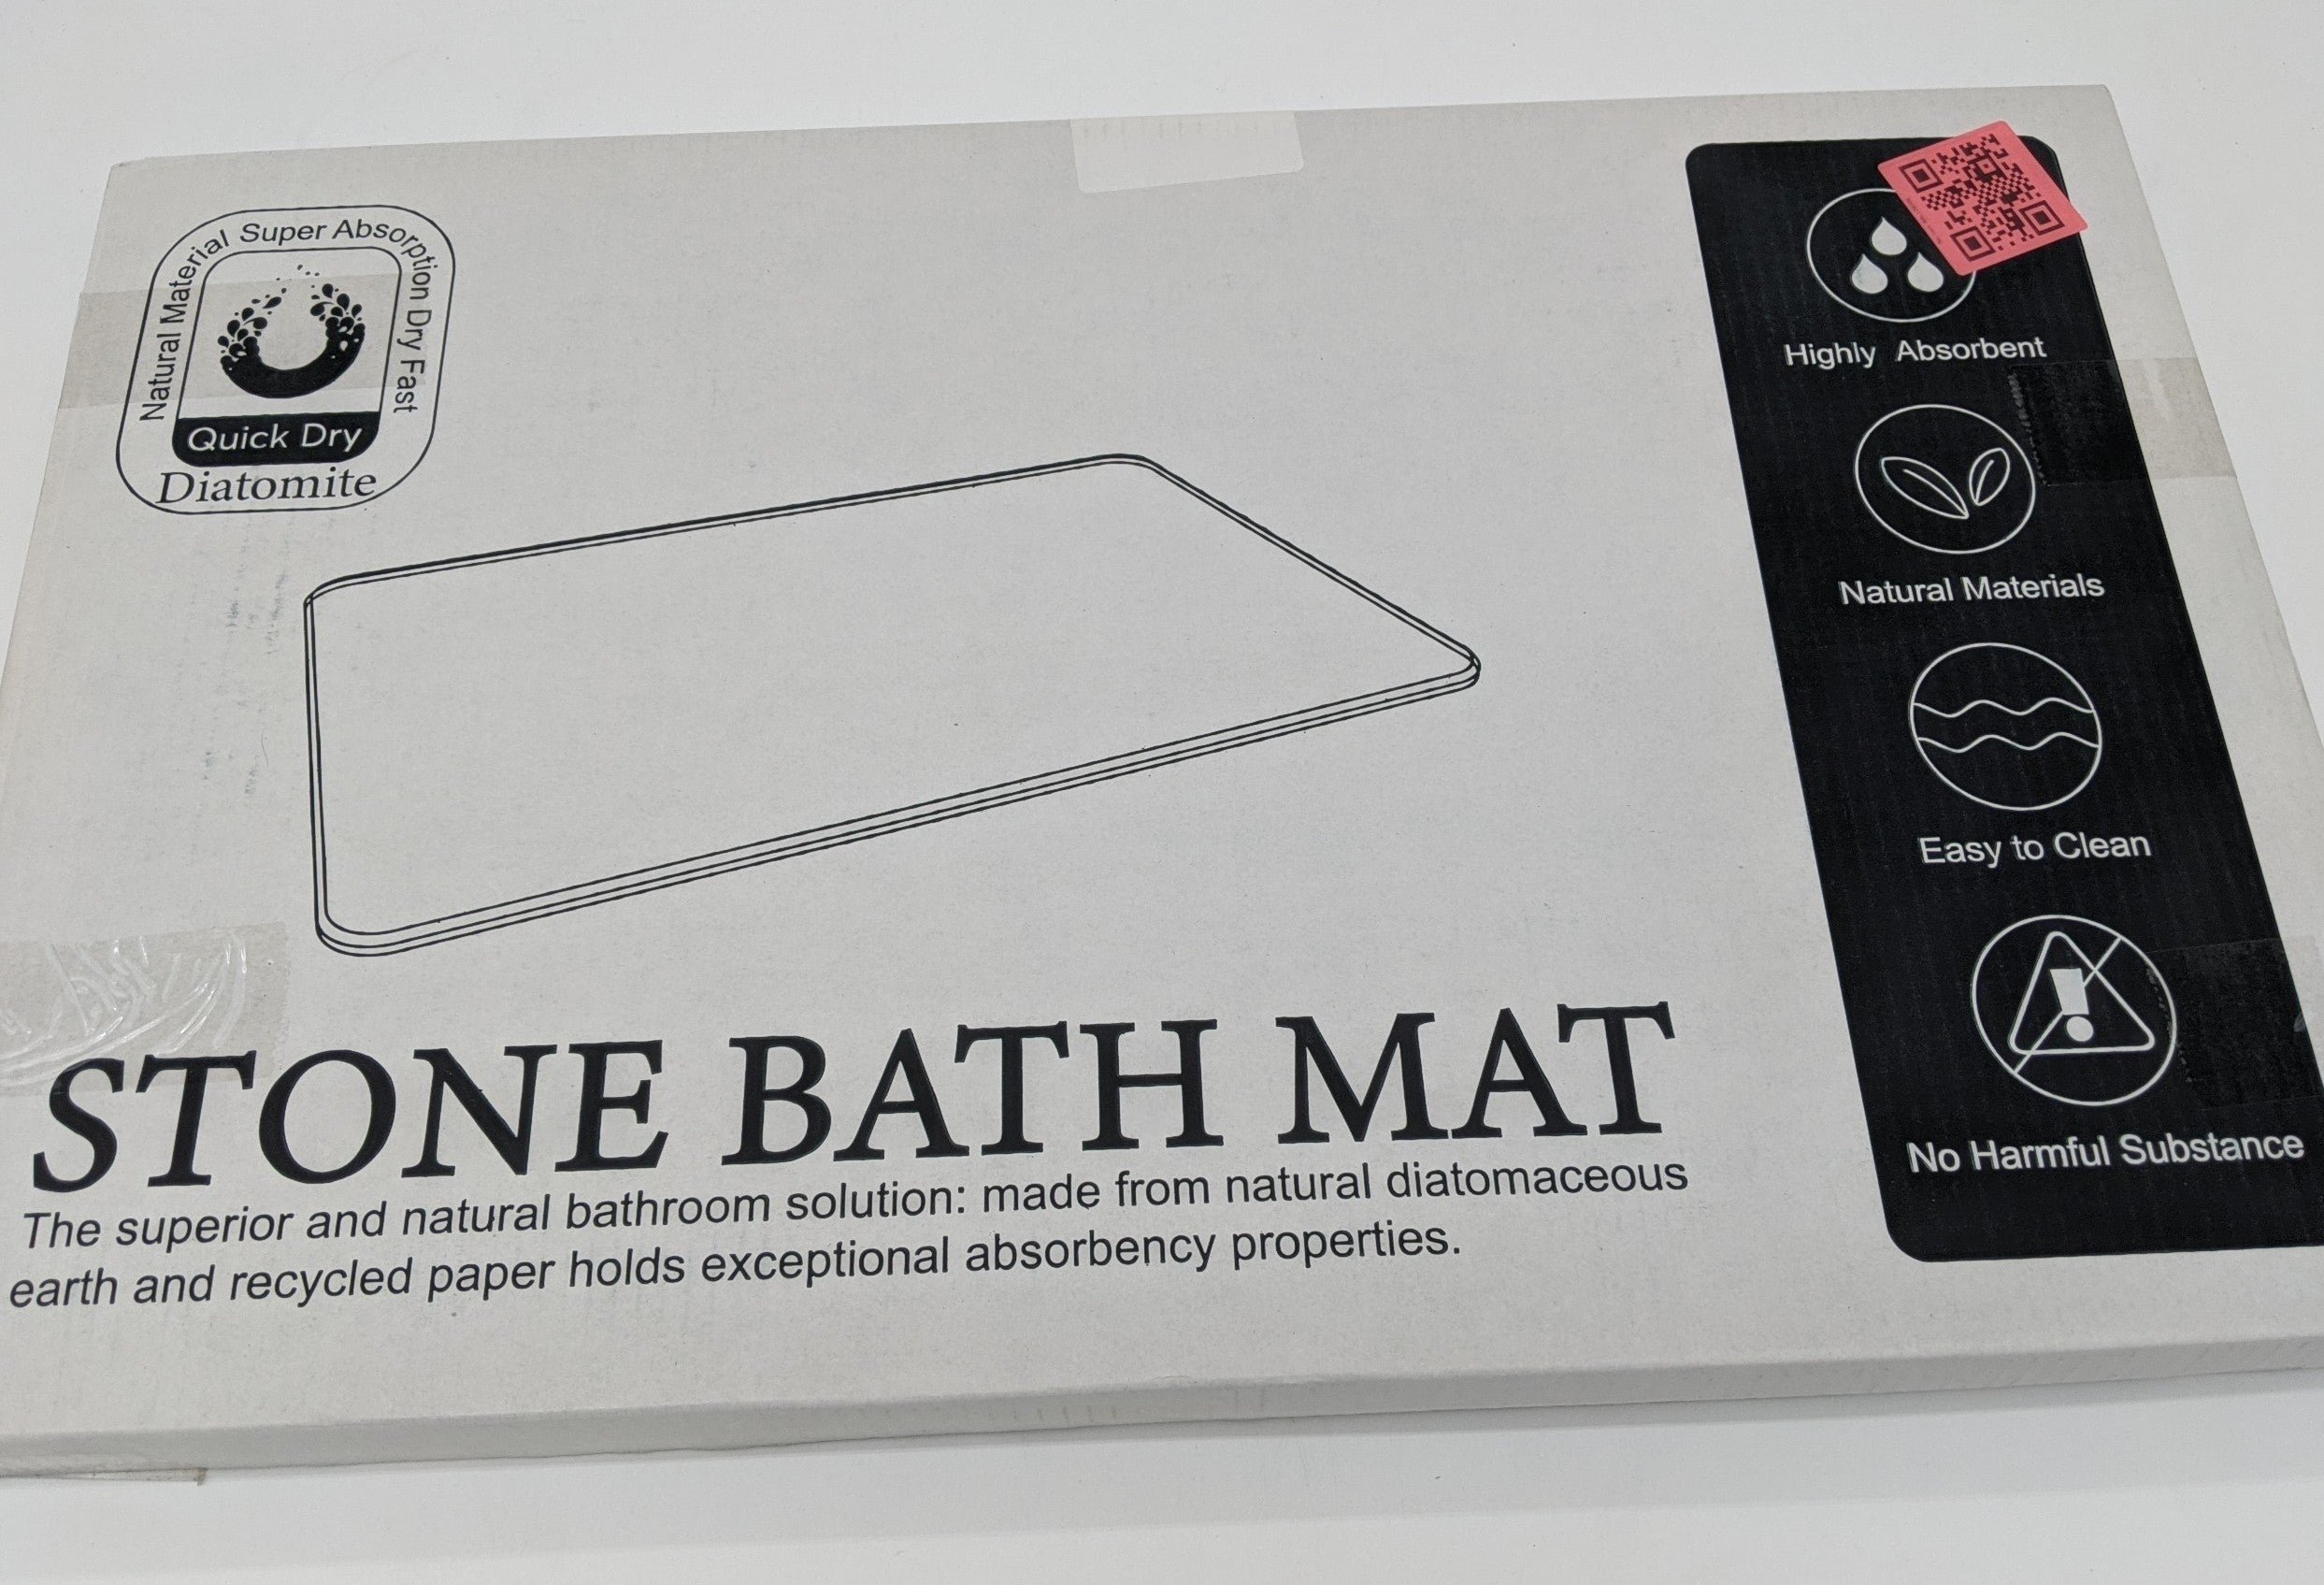 Natural Material Super Absorption Dry Fast
Quick Dry
Diatomite
Highly Absorbent
Natural Materials
Easy to Clean
No Harmful Substance
STONE BATH MAT
The superior and natural bathroom solution: made from natural diatomaceous
earth and recycled paper holds exceptional absorbency properties.